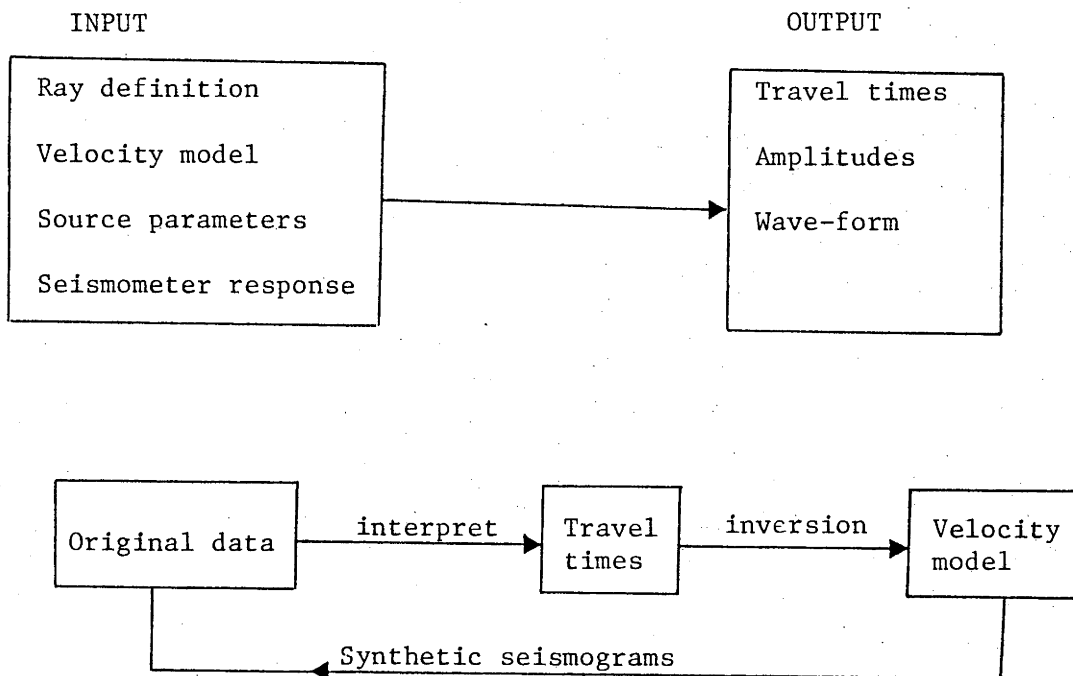 INPUT
OUTPUT
Ray definition
Velocity model
Source parameters
Seismometer response
Travel times
Amplitudes
Wave-form
Original data
interpret
Travel
times
inversion
Velocity
model
Synthetic seismograms